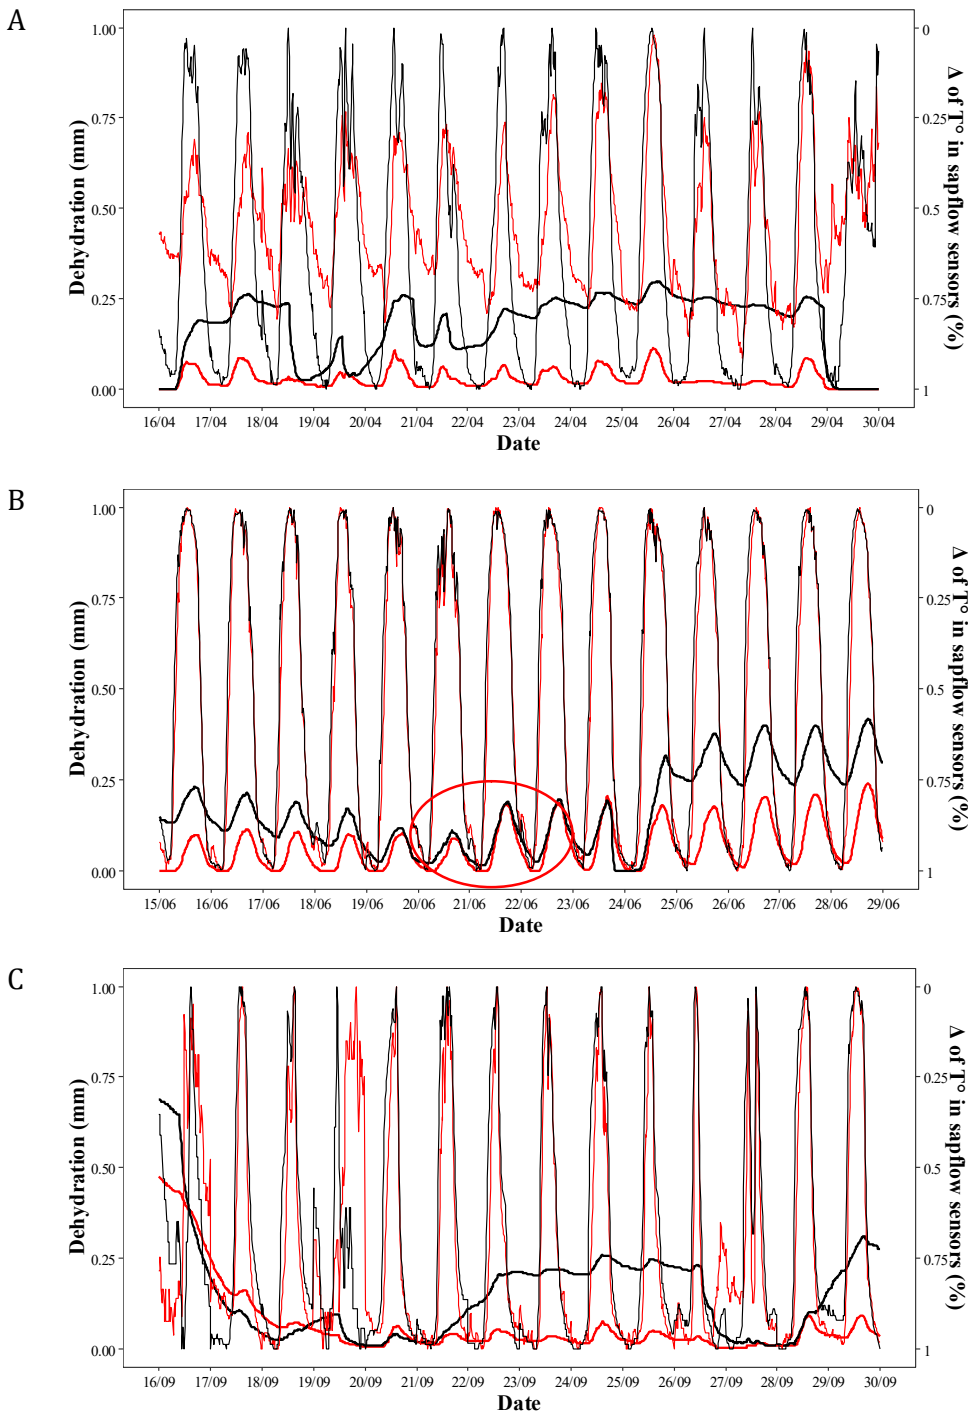 A
1.00
0.75
0.50
0.25
0.00
Dehydration (mm)
0
0.25
0.5
0.75
1
Δ of T° in sapflow sensors (%)
16/04 17/04 18/04 19/04 20/04 21/04 22/04 23/04 24/04 25/04 26/04 27/04 28/04 29/04 30/04
Date
B
1.00
0.75
0.50
0.25
0.00
Dehydration (mm)
0
0.25
0.5
0.75
1
Δ of T° in sapflow sensors (%)
15/06 16/06 17/06 18/06 19/06 20/06 21/06 22/06 23/06 24/06 25/06 26/06 27/06 28/06 29/06
Date
C
1.00
0.75
0.50
0.25
0.00
Dehydration (mm)
0
0.25
0.5
0.75
1
Δ of T° in sapflow sensors (%)
16/09 17/09 18/09 19/09 20/09 21/09 22/09 23/09 24/09 25/09 26/09 27/09 28/09 29/09 30/09
Date